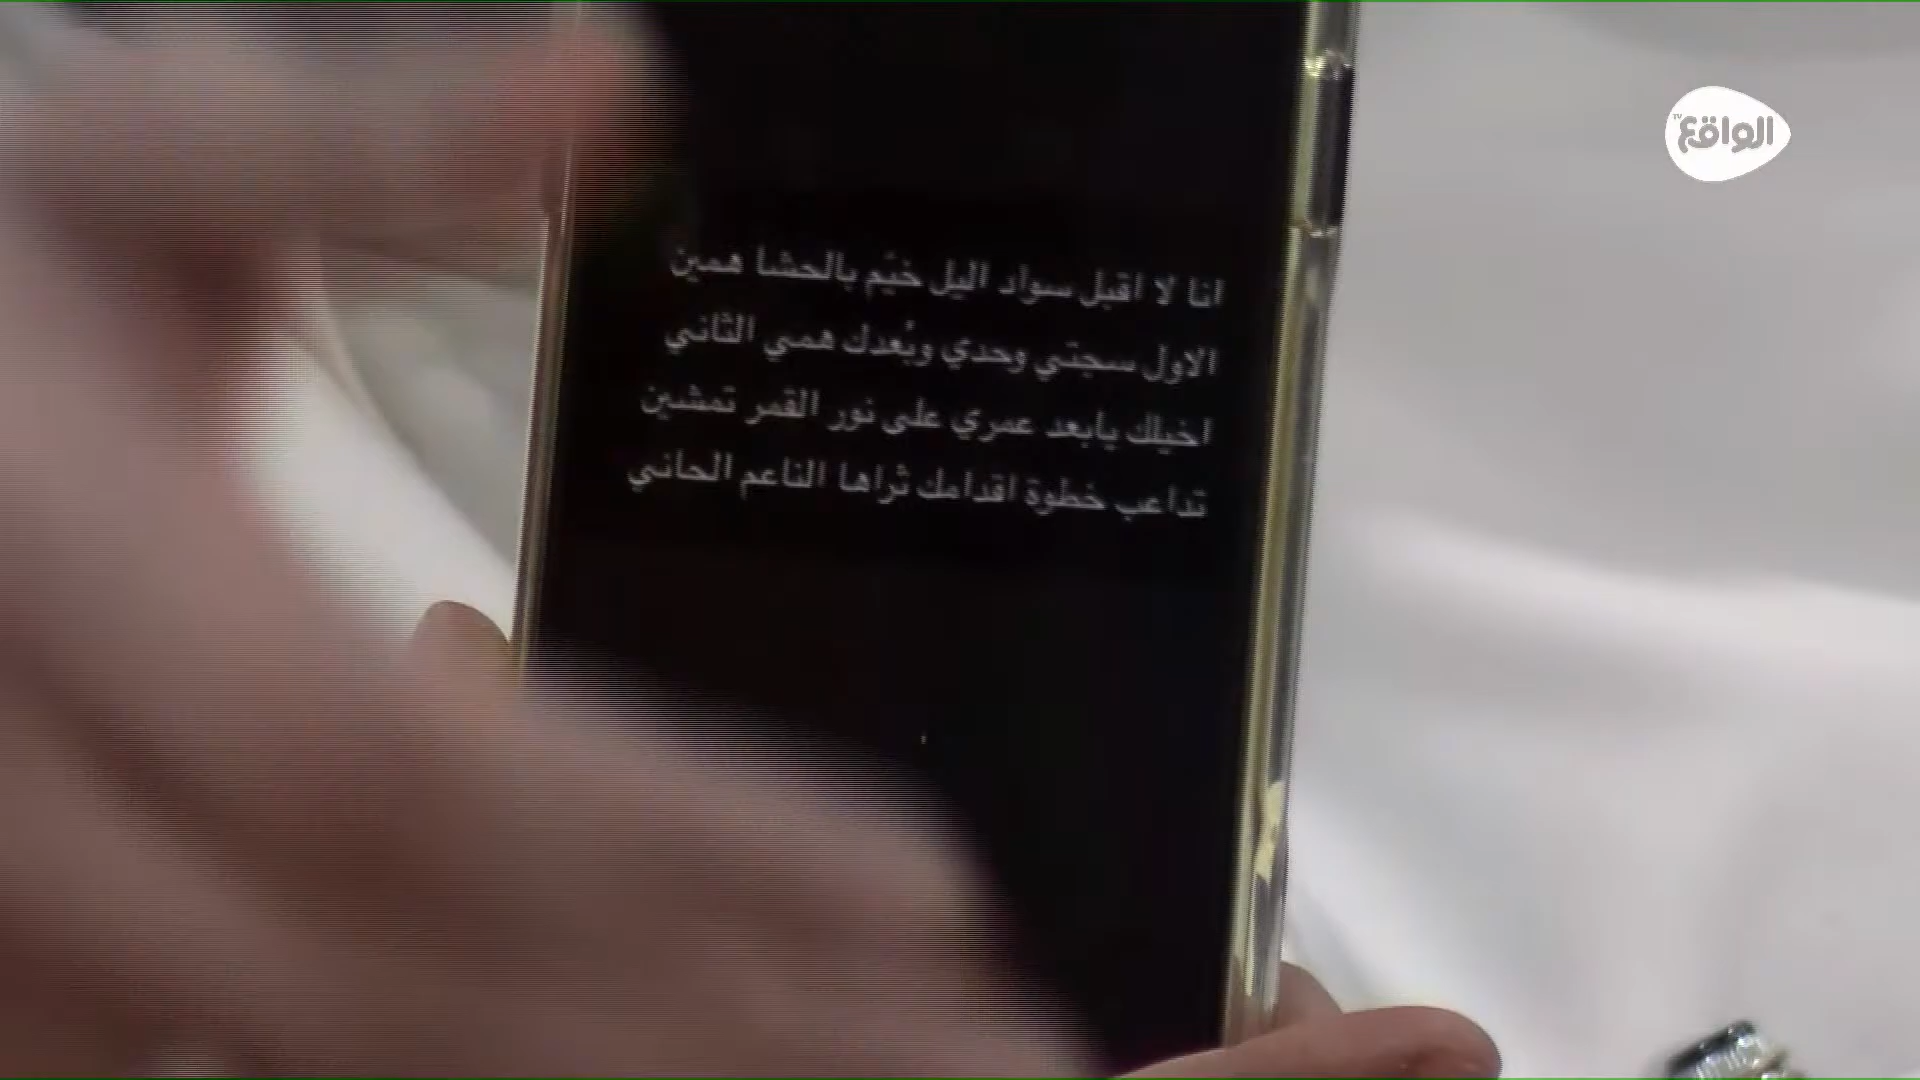 الواقع TV
انا لا اقبل سواد اليل خيّم بالحشا همين
الاول سجتي وحدي وبُعدك همي الثاني
اخيلك يابعد عمري على نور القمر تمشين
تداعب خطوة اقدامك ثراها الناعم الحاني